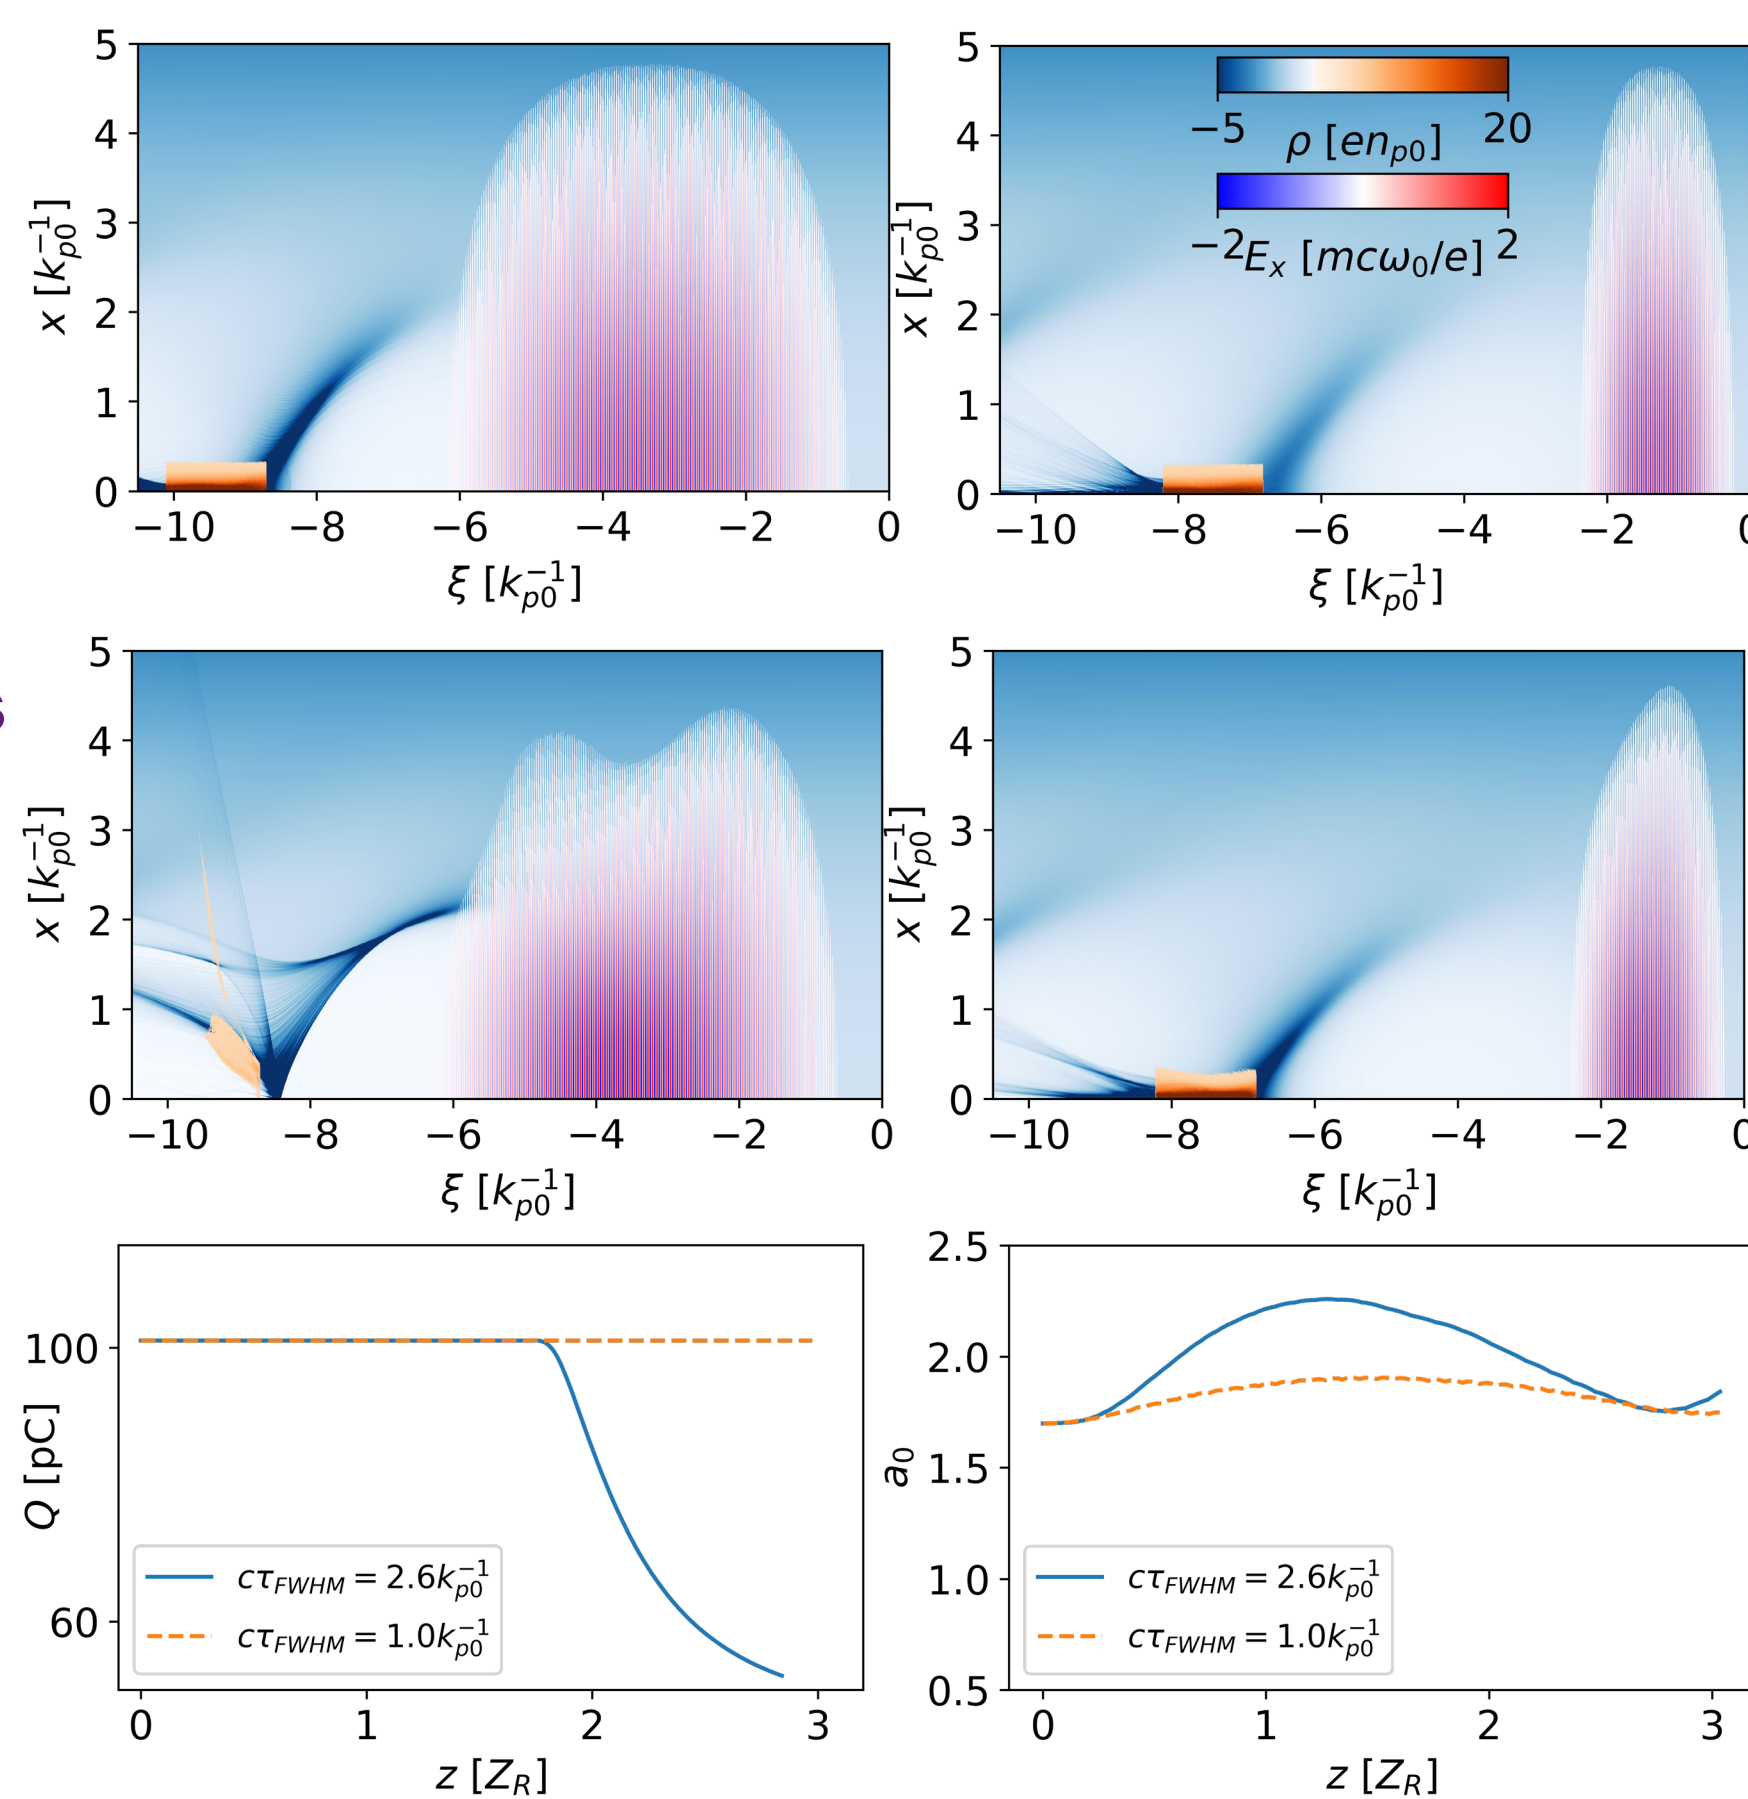 5
4
3
2
1
0
x [k_{p0}^{-1}]
−10 −8 −6 −4 −2 0
ξ [k_{p0}^{-1}]
5
4
3
2
1
0
x [k_{p0}^{-1}]
−5 ρ [en_{p0}] 20
−2 E_x [mcω_0/e] 2
−10 −8 −6 −4 −2
ξ [k_{p0}^{-1}]
5
4
3
2
1
0
x [k_{p0}^{-1}]
−10 −8 −6 −4 −2 0
ξ [k_{p0}^{-1}]
5
4
3
2
1
0
x [k_{p0}^{-1}]
−10 −8 −6 −4 −2
ξ [k_{p0}^{-1}]
100
60
Q [pC]
cτ_{FWHM} = 2.6k_{p0}^{-1}
cτ_{FWHM} = 1.0k_{p0}^{-1}
0 1 2 3
z [Z_R]
2.5
2.0
1.5
1.0
0.5
a_0
cτ_{FWHM} = 2.6k_{p0}^{-1}
cτ_{FWHM} = 1.0k_{p0}^{-1}
0 1 2 3
z [Z_R]